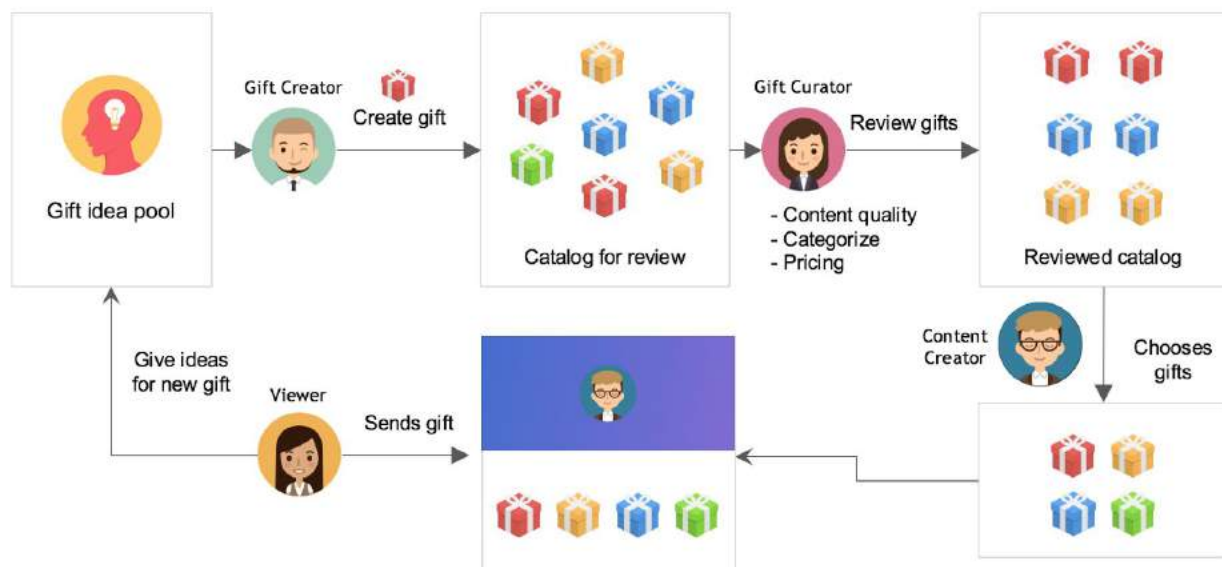 Gift idea pool
Gift Creator
Create gift
Catalog for review
Gift Curator
Review gifts
- Content quality
- Categorize
- Pricing
Reviewed catalog
Content
Creator
Chooses
gifts
Give ideas
for new gift
Viewer
Sends gift